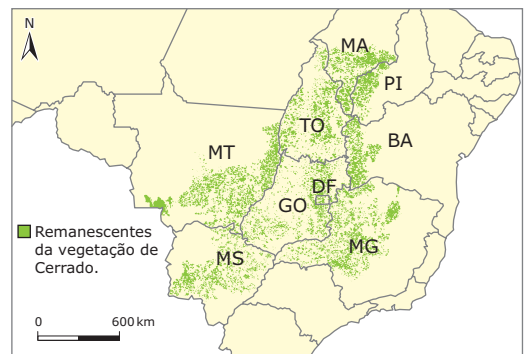 N
MA
PI
TO
MT
BA
DF
GO
Remanescentes
da vegetação de
Cerrado.
MG
MS
0 600 km